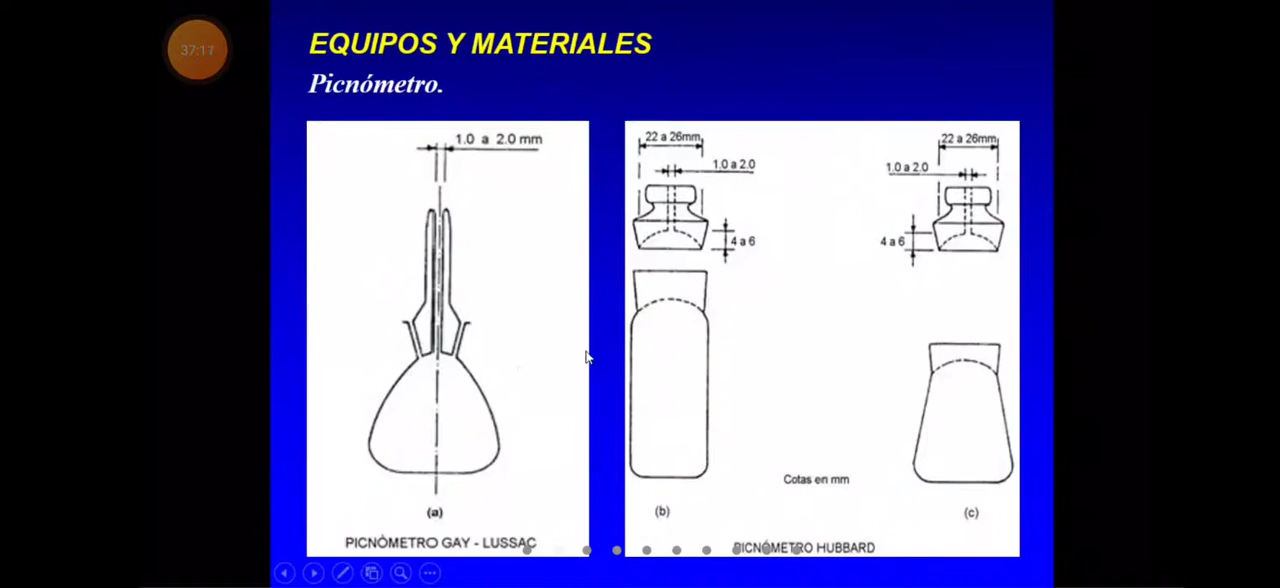 37:17
EQUIPOS Y MATERIALES
Picnómetro.
1.0 a 2.0 mm
(a)
PICNÓMETRO GAY - LUSSAC
22 a 26mm
1.0 a 2.0
4 a 6
(b)
22 a 26mm
1.0 a 2.0
4 a 6
Cotas en mm
(c)
PICNÓMETRO HUBBARD